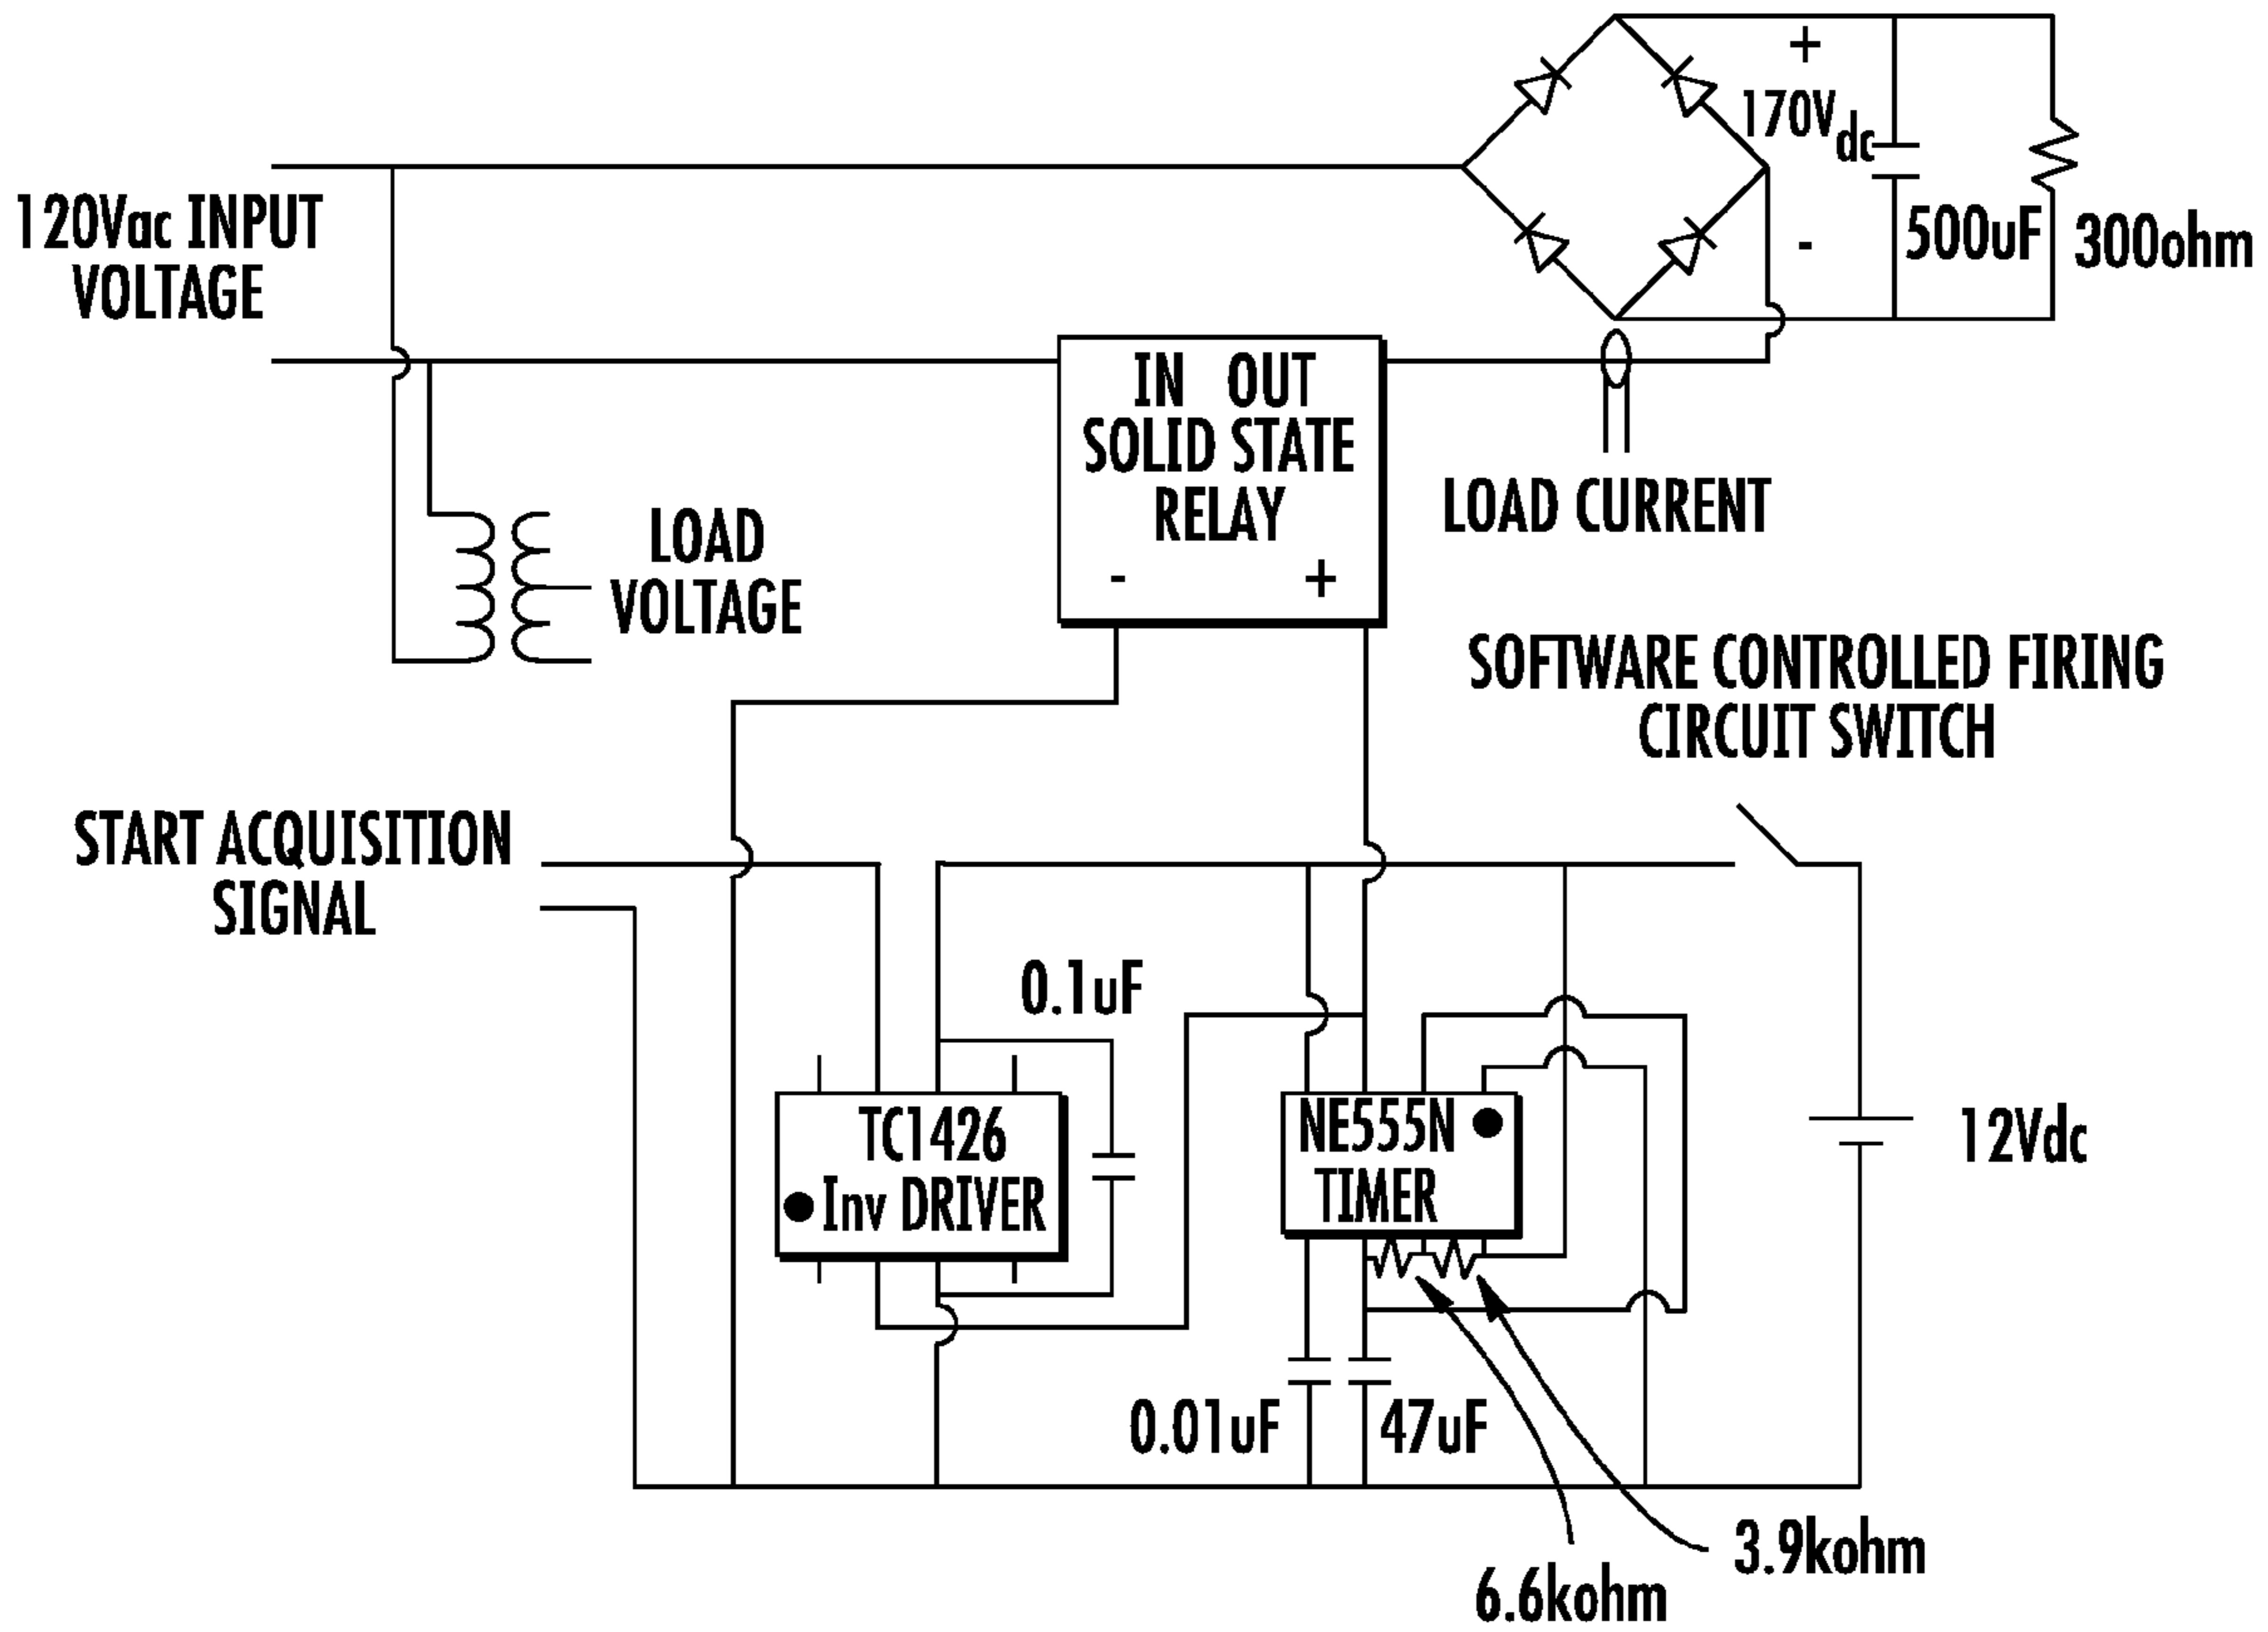 +
170Vdc
-
500uF
300ohm
120Vac INPUT
VOLTAGE
IN OUT
SOLID STATE
RELAY
- +
LOAD CURRENT
LOAD
VOLTAGE
SOFTWARE CONTROLLED FIRING
CIRCUIT SWITCH
START ACQUISITION
SIGNAL
0.1uF
TC1426
Inv DRIVER
NE555N
TIMER
12Vdc
0.01uF
47uF
3.9kohm
6.6kohm